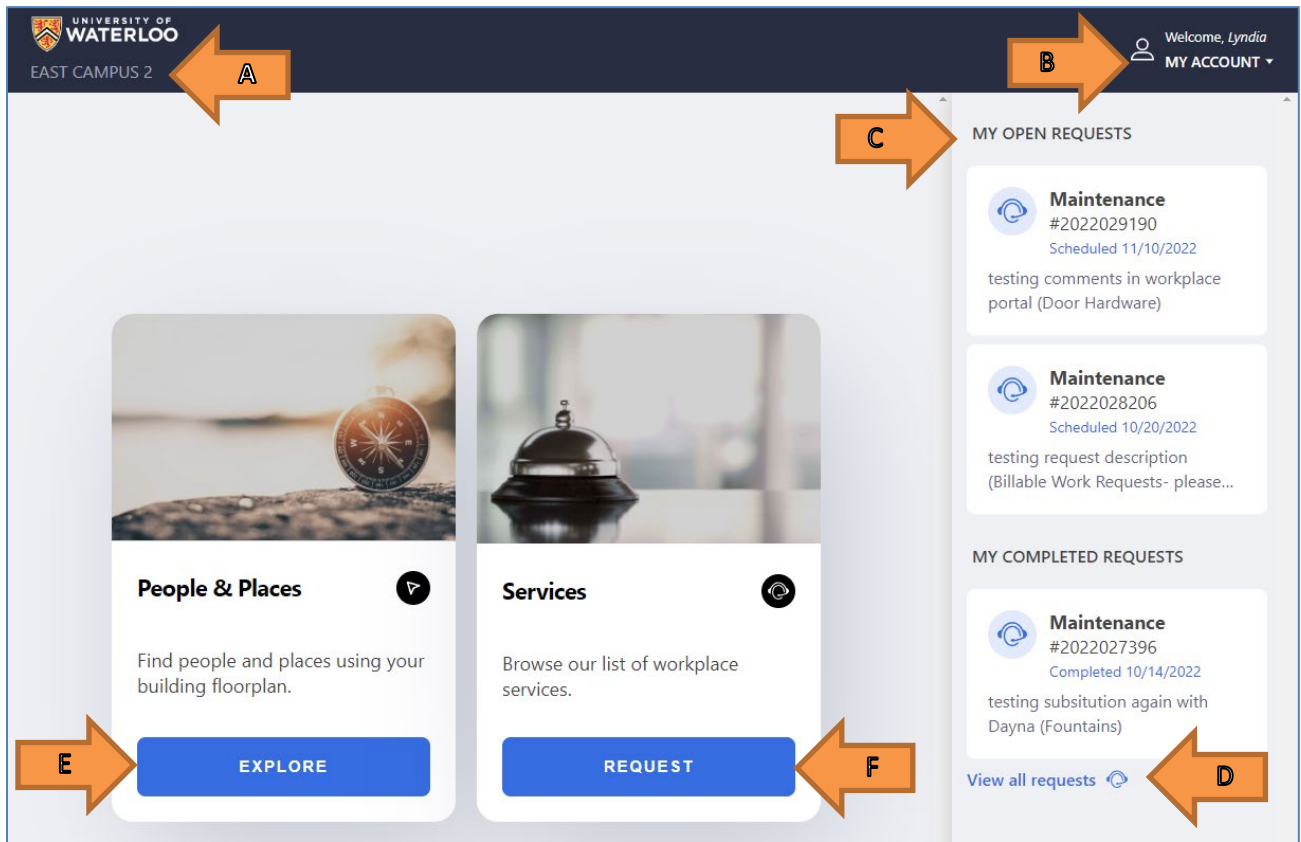 UNIVERSITY OF
WATERLOO
EAST CAMPUS 2
A
B
Welcome, Lyndia
MY ACCOUNT
C
MY OPEN REQUESTS
Maintenance
#2022029190
Scheduled 11/10/2022
testing comments in workplace
portal (Door Hardware)
Maintenance
#2022028206
Scheduled 10/20/2022
testing request description
(Billable Work Requests- please...
MY COMPLETED REQUESTS
Maintenance
#2022027396
Completed 10/14/2022
testing subsitution again with
Dayna (Fountains)
View all requests
D
People & Places
Find people and places using your
building floorplan.
E
EXPLORE
Services
Browse our list of workplace
services.
REQUEST
F